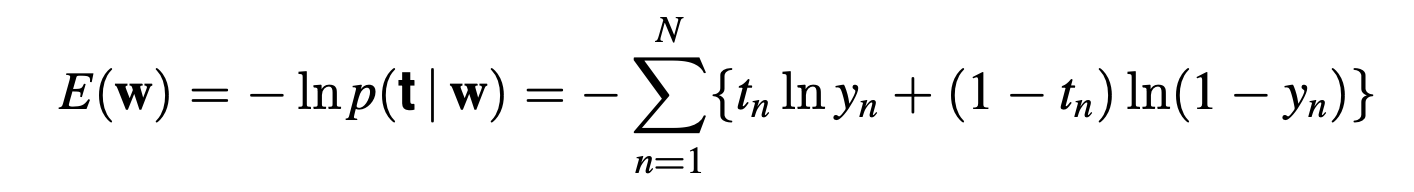 E(𝐰) = − ln p(𝐭 | 𝐰) = − ∑_{n=1}^{N} {t_n ln y_n + (1 − t_n) ln(1 − y_n)}